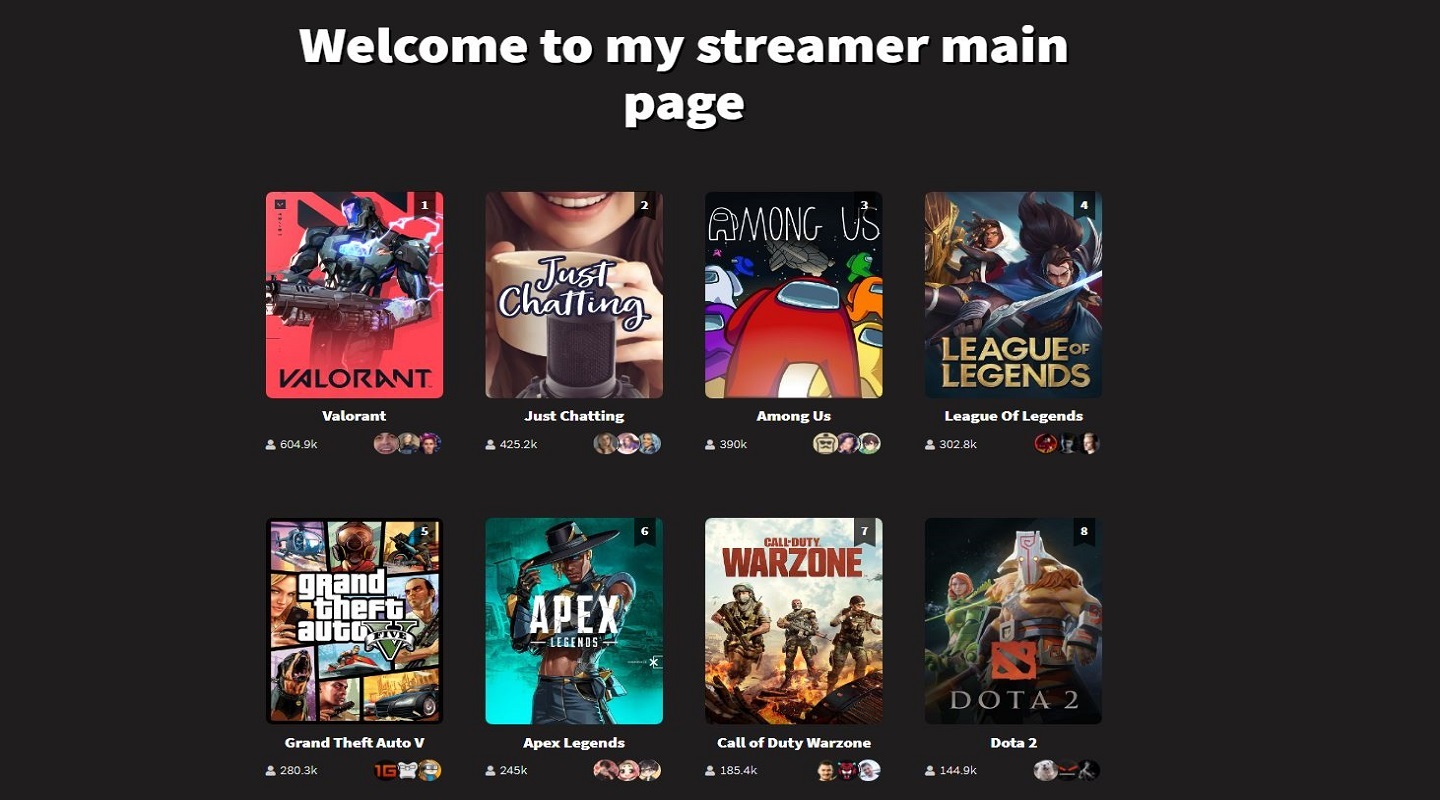 Welcome to my streamer main
page
1
2
3
4
AMONG US
Just
Chatting
LEAGUE OF
LEGENDS
VALORANT
Valorant
Just Chatting
Among Us
League Of Legends
604.9k
425.2k
390k
302.8k
5
6
7
8
CALL OF DUTY
WARZONE
grand
theft
auto
FIVE
V
APEX
LEGENDS
DOTA 2
Grand Theft Auto V
Apex Legends
Call of Duty Warzone
Dota 2
280.3k
1G
245k
185.4k
144.9k